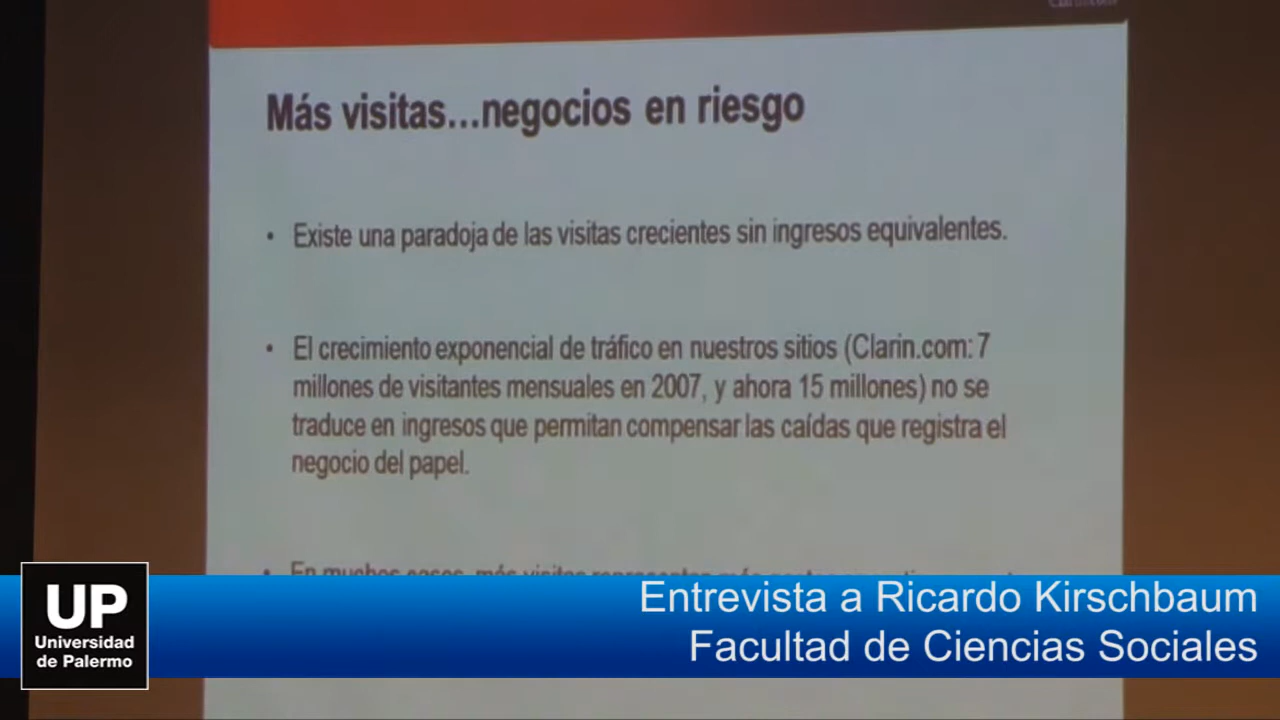 Más visitas...negocios en riesgo
• Existe una paradoja de las visitas crecientes sin ingresos equivalentes.
• El crecimiento exponencial de tráfico en nuestros sitios (Clarin.com: 7
millones de visitantes mensuales en 2007, y ahora 15 millones) no se
traduce en ingresos que permitan compensar las caídas que registra el
negocio del papel.
• En muchos casos, más visitas representan más
UP
Universidad
de Palermo
Entrevista a Ricardo Kirschbaum
Facultad de Ciencias Sociales